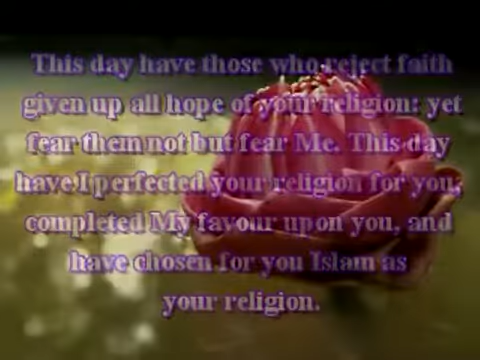 This day have those who reject faith
given up all hope of your religion: yet
fear them not but fear Me. This day
have I perfected your religion for you,
completed My favour upon you, and
have chosen for you Islam as
your religion.